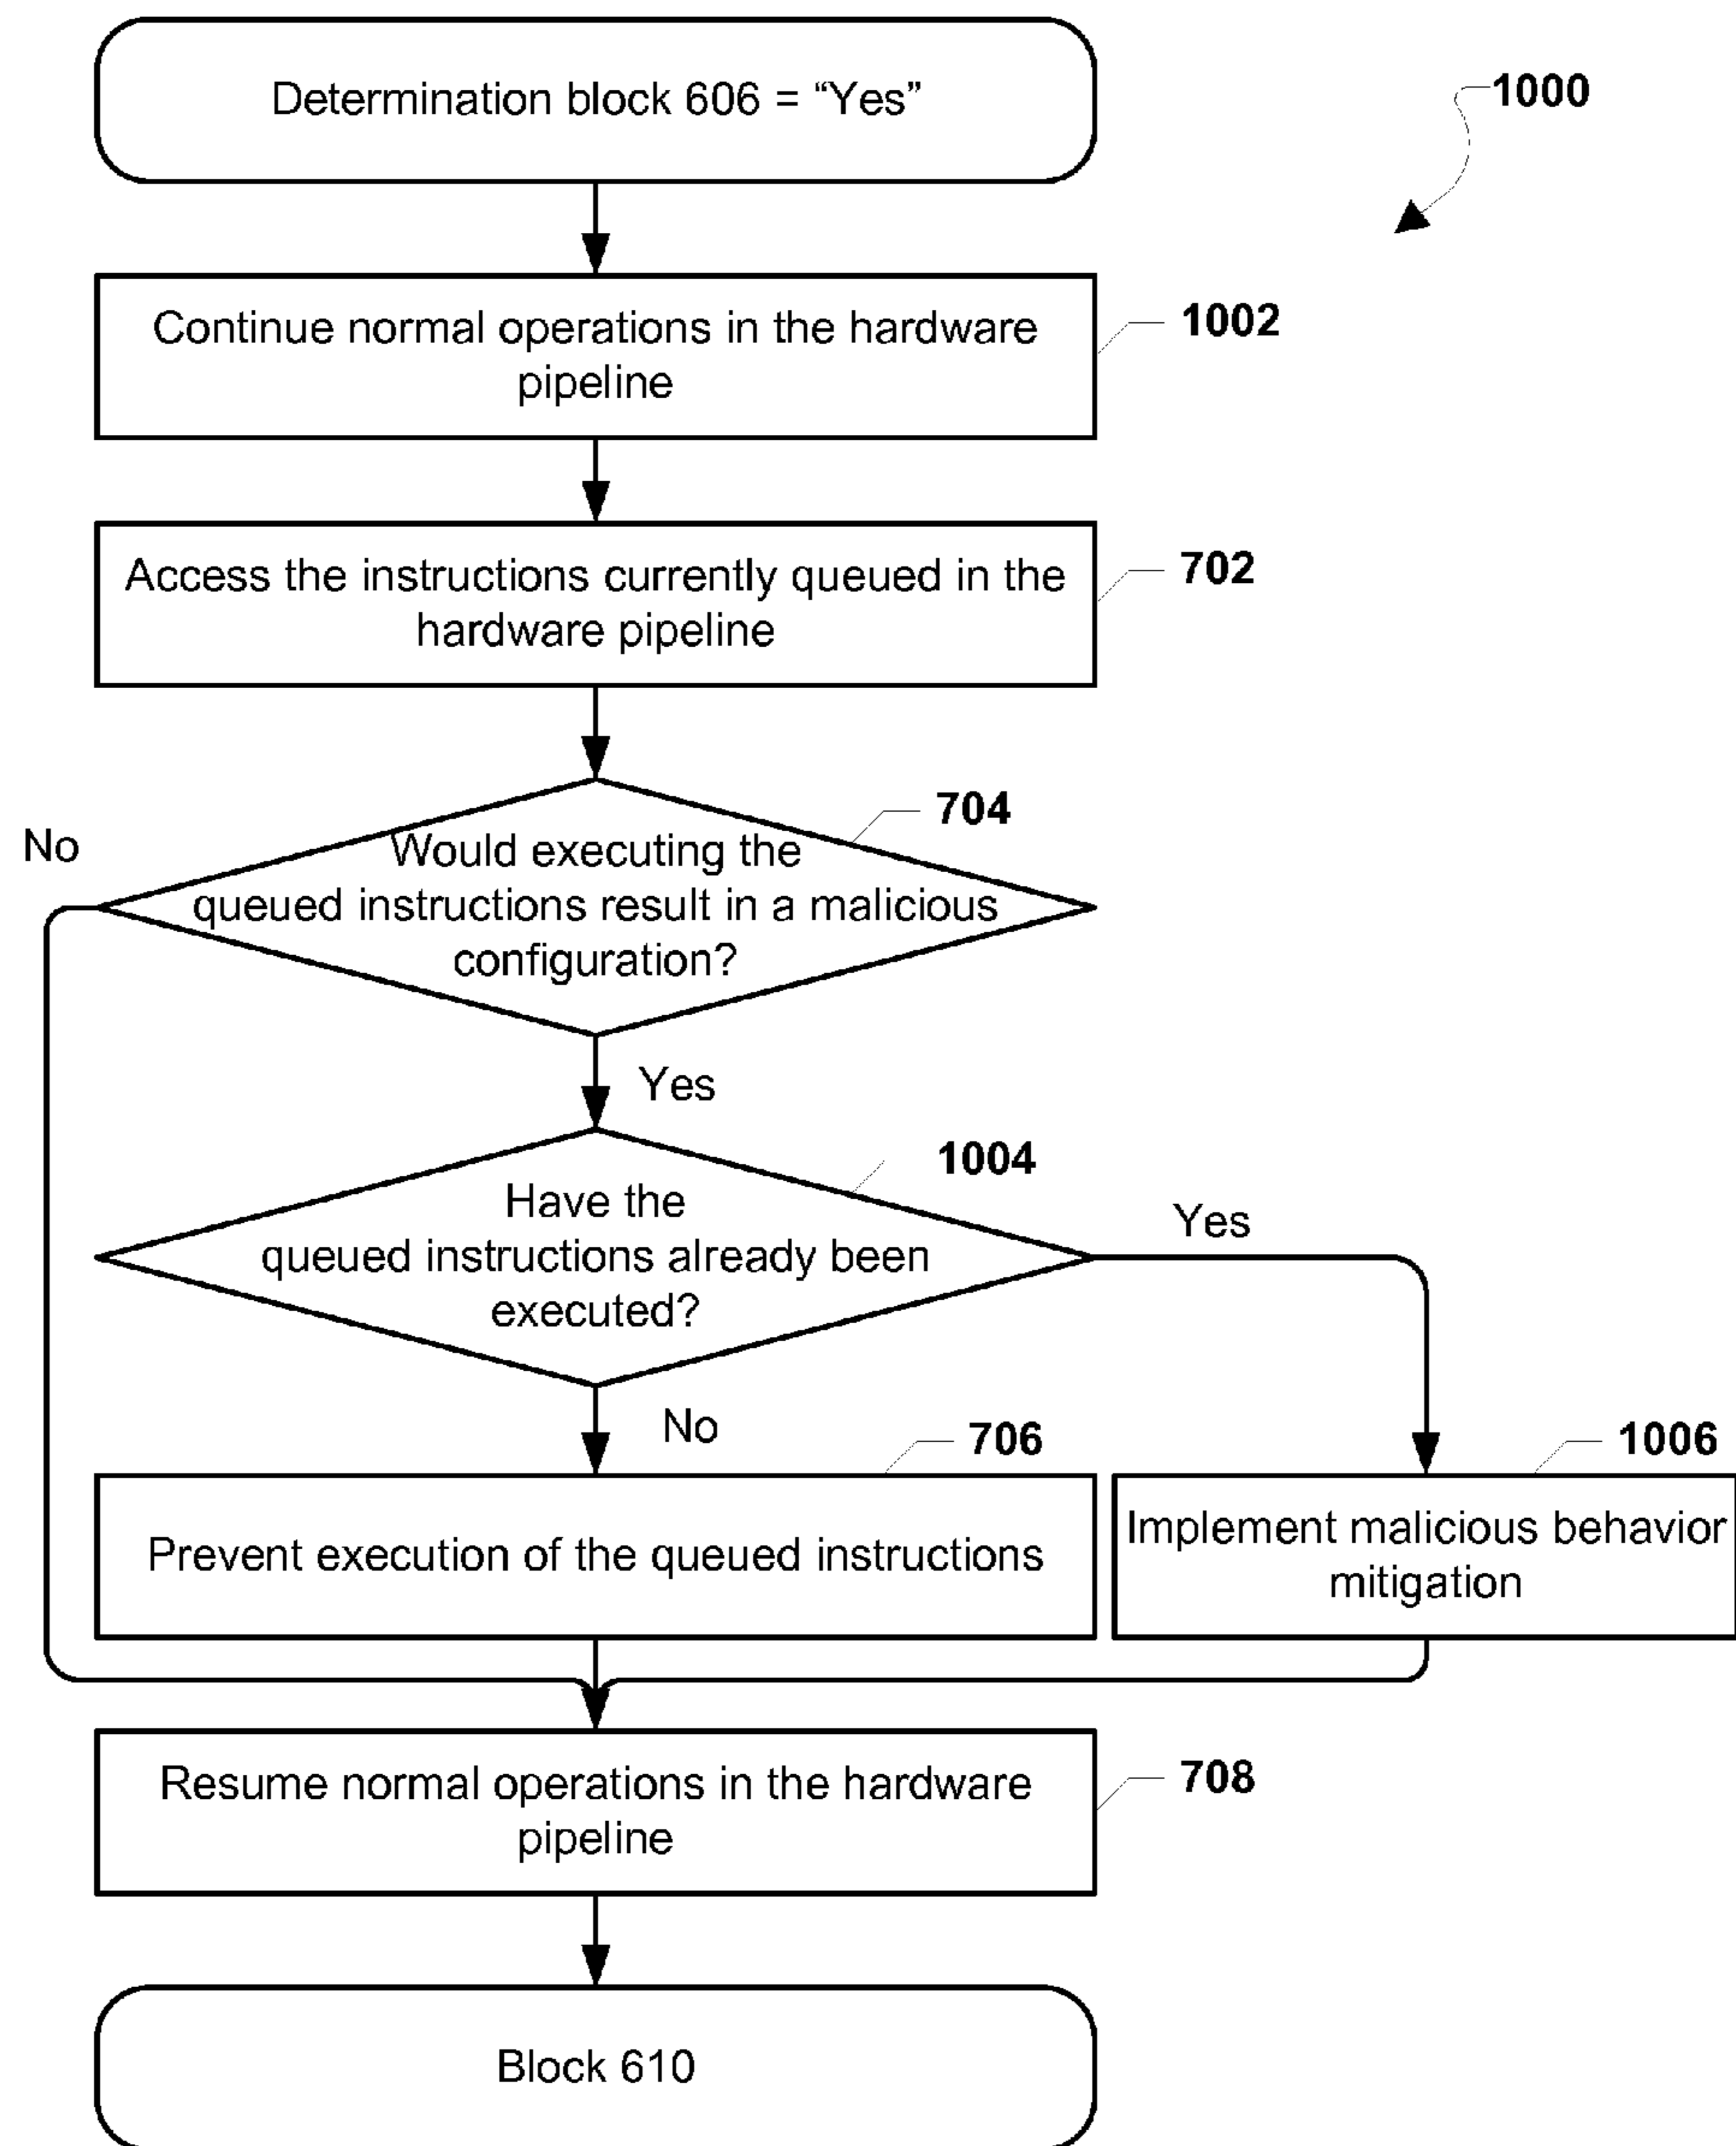 Determination block 606 = “Yes”
1000
Continue normal operations in the hardware
pipeline
1002
Access the instructions currently queued in the
hardware pipeline
702
704
No
Would executing the
queued instructions result in a malicious
configuration?
Yes
1004
Have the
queued instructions already been
executed?
Yes
No
706
1006
Prevent execution of the queued instructions
Implement malicious behavior
mitigation
Resume normal operations in the hardware
pipeline
708
Block 610